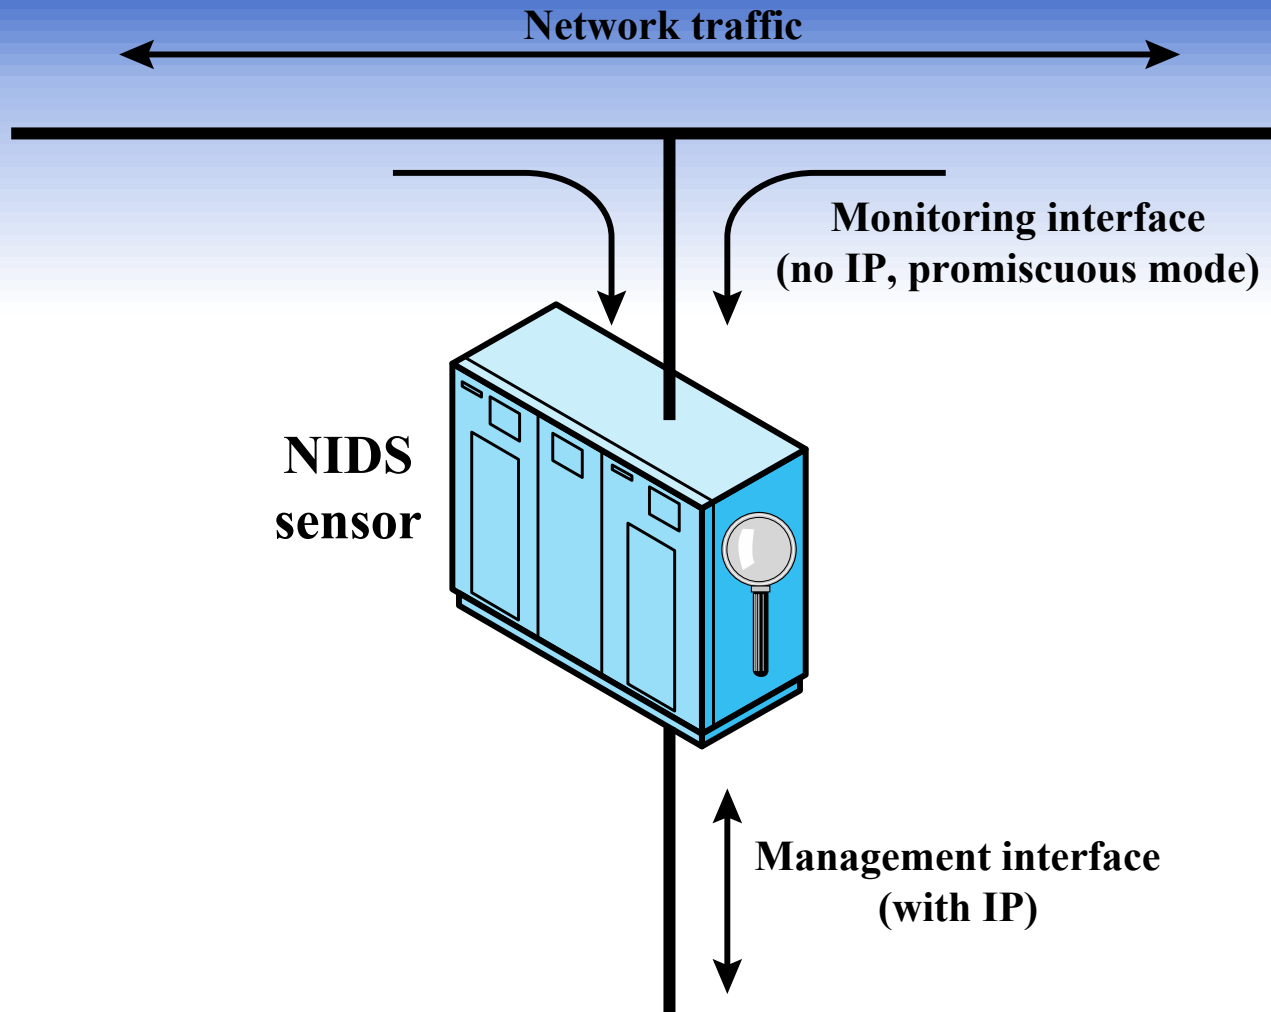 Network traffic
Monitoring interface
(no IP, promiscuous mode)
NIDS
sensor
Management interface
(with IP)